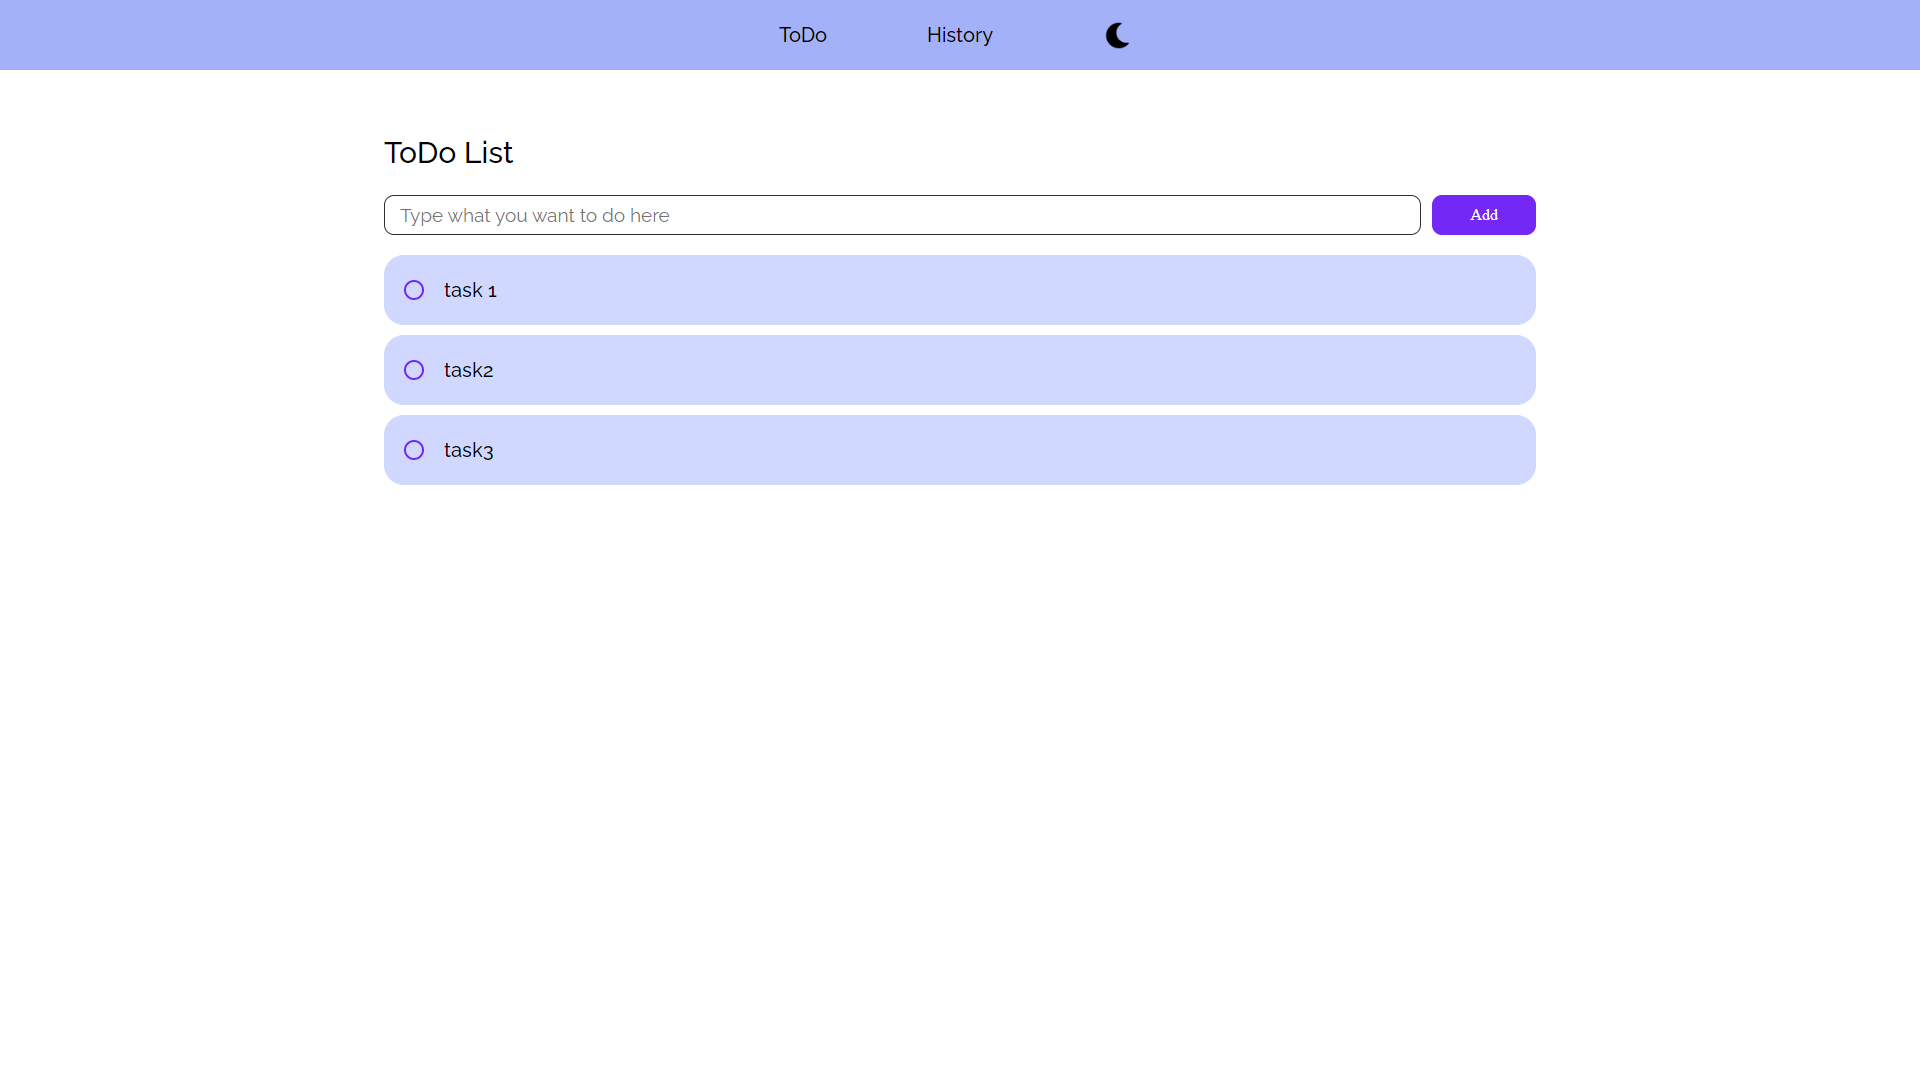 ToDo History
ToDo List
Type what you want to do here Add
task 1
task2
task3